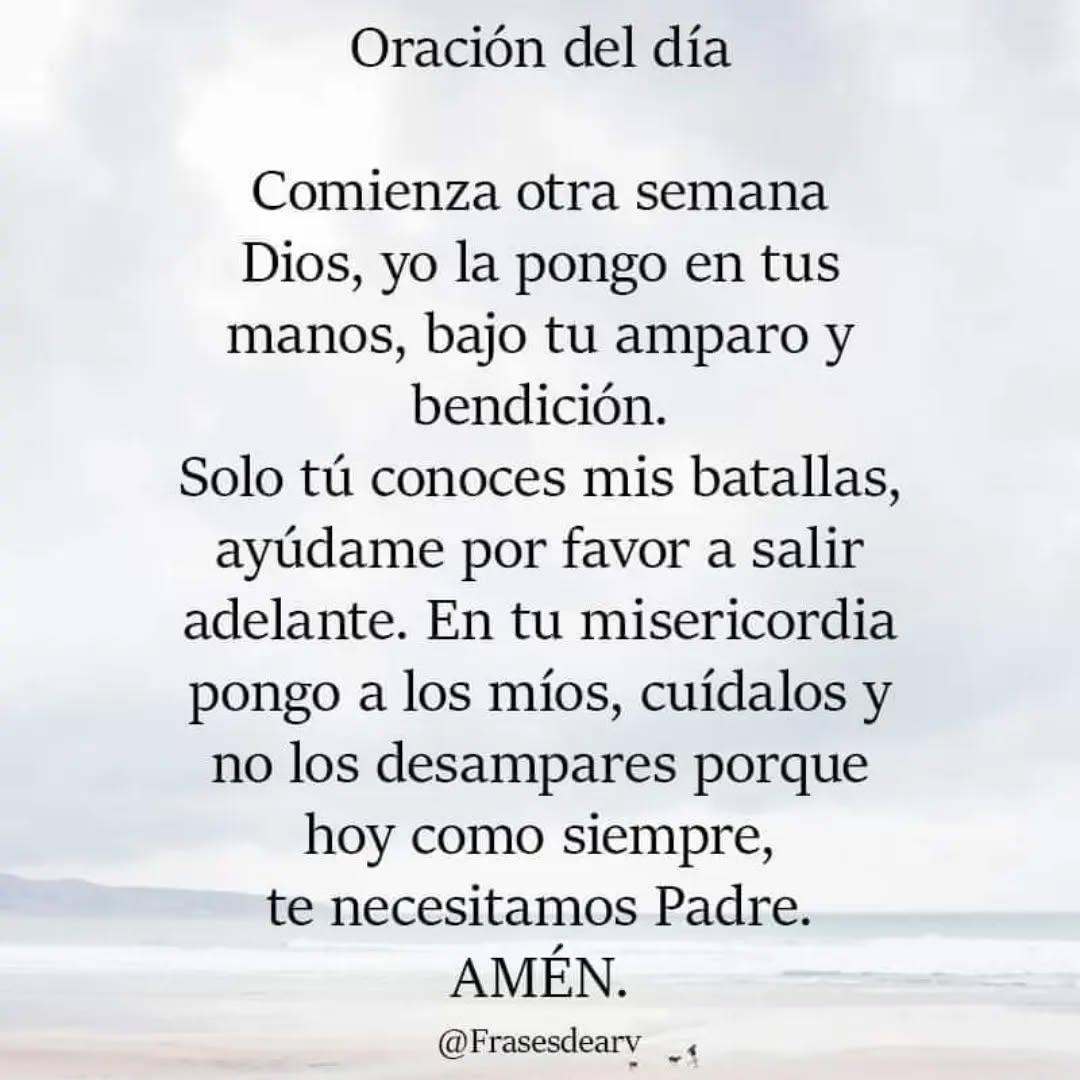 Oración del día
Comienza otra semana
Dios, yo la pongo en tus
manos, bajo tu amparo y
bendición.
Solo tú conoces mis batallas,
ayúdame por favor a salir
adelante. En tu misericordia
pongo a los míos, cuídalos y
no los desampares porque
hoy como siempre,
te necesitamos Padre.
AMÉN.
@Frasesdearv